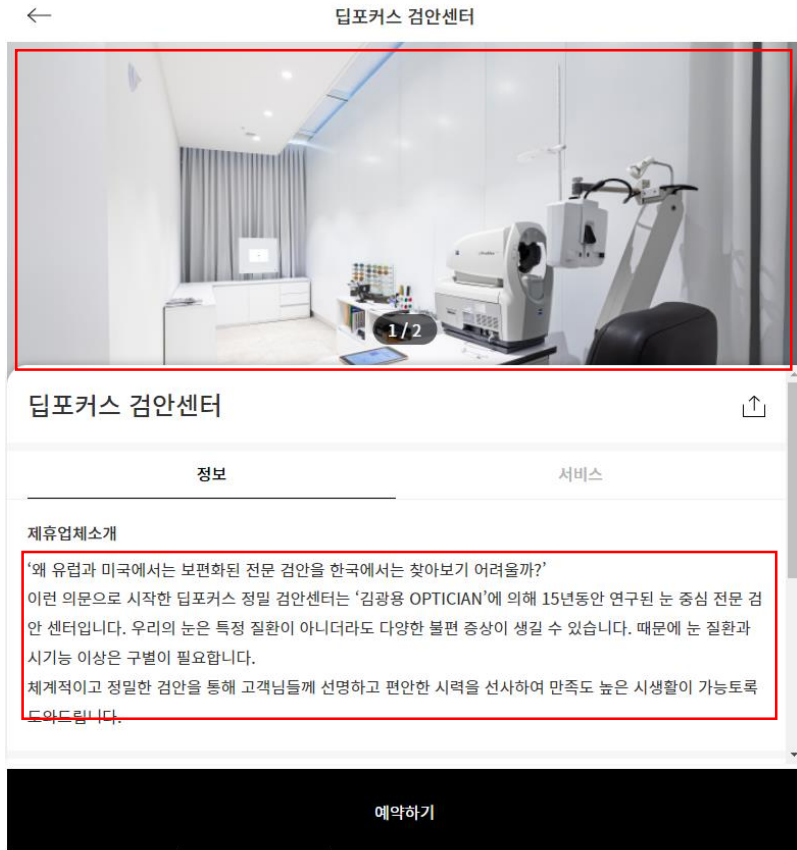 딥포커스 검안센터
1/2
딥포커스 검안센터
정보
서비스
제휴업체소개
‘왜 유럽과 미국에서는 보편화된 전문 검안을 한국에서는 찾아보기 어려울까?’
이런 의문으로 시작한 딥포커스 정밀 검안센터는 ‘김광용 OPTICIAN’에 의해 15년동안 연구된 눈 중심 전문 검
안 센터입니다. 우리의 눈은 특정 질환이 아니더라도 다양한 불편 증상이 생길 수 있습니다. 때문에 눈 질환과
시기능 이상은 구별이 필요합니다.
체계적이고 정밀한 검안을 통해 고객님들께 선명하고 편안한 시력을 선사하여 만족도 높은 시생활이 가능토록
도와드립니다.
예약하기